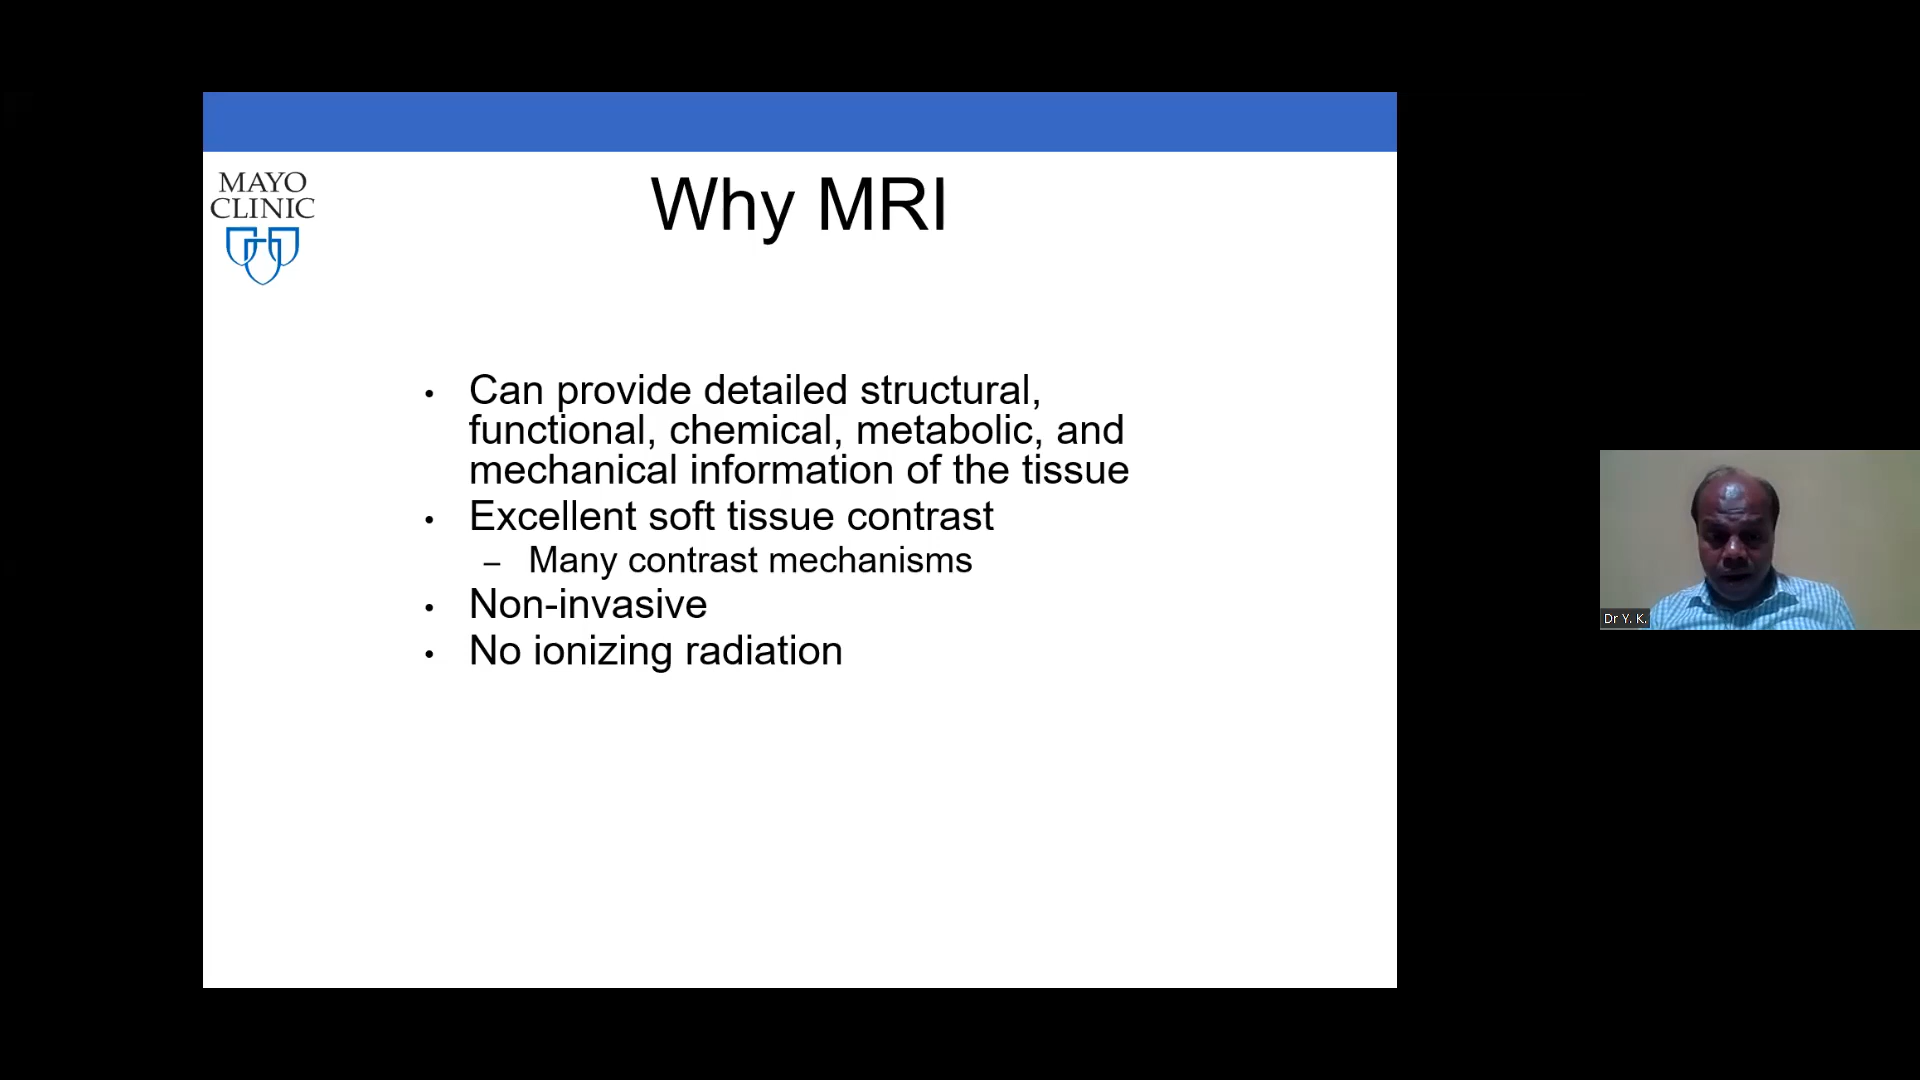 MAYO
CLINIC
Why MRI
• Can provide detailed structural,
functional, chemical, metabolic, and
mechanical information of the tissue
• Excellent soft tissue contrast
– Many contrast mechanisms
• Non-invasive
• No ionizing radiation
Dr Y. K.